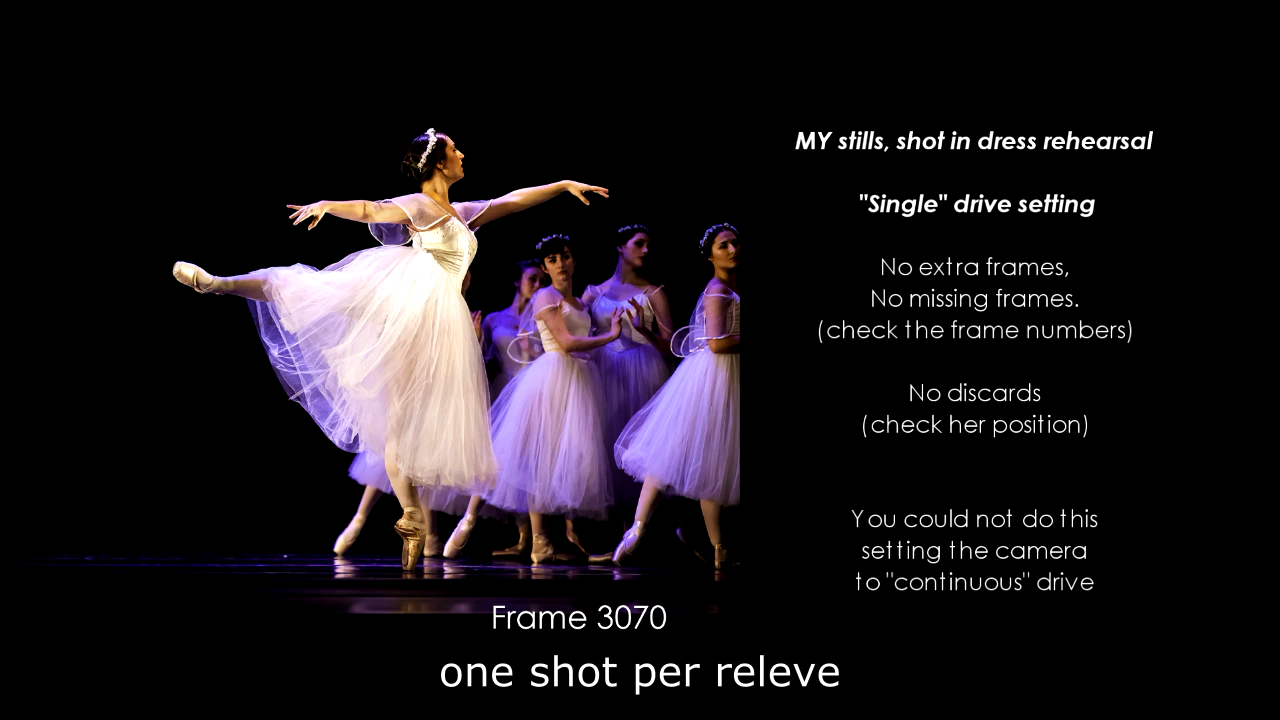 MY stills, shot in dress rehearsal
"Single" drive setting
No extra frames,
No missing frames.
(check the frame numbers)
No discards
(check her position)
You could not do this
setting the camera
to "continuous" drive
Frame 3070
one shot per releve